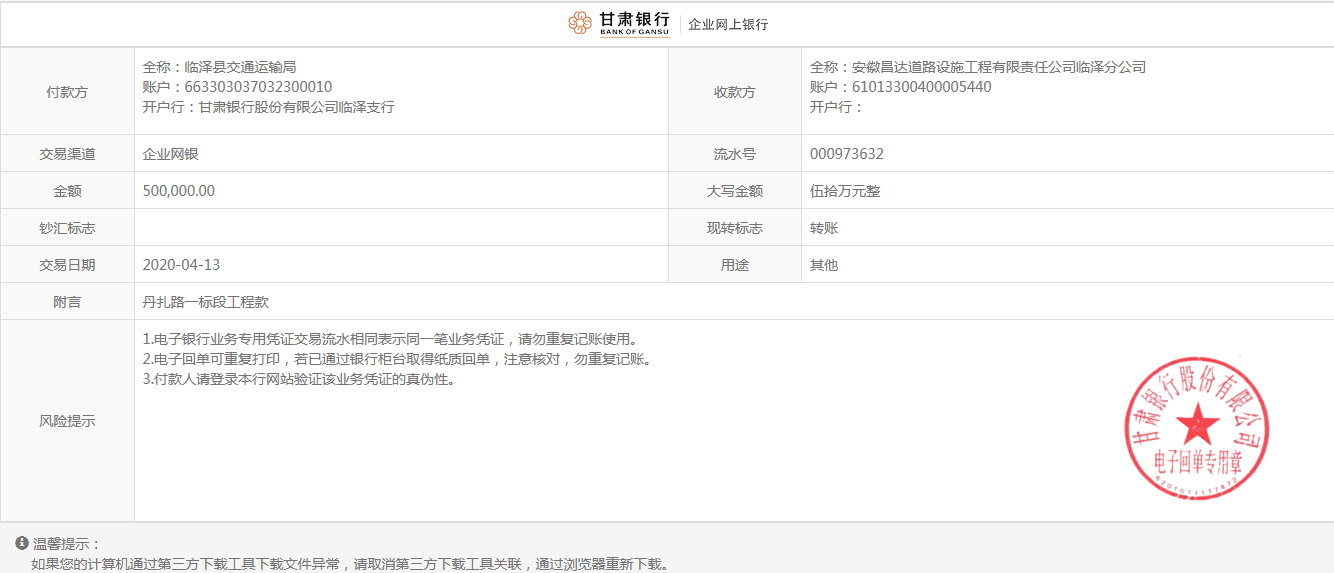 甘肃银行
BANK OF GANSU
企业网上银行
付款方
全称：临泽县交通运输局
账户：663303037032300010
开户行：甘肃银行股份有限公司临泽支行
收款方
全称：安徽昌达道路设施工程有限责任公司临泽分公司
账户：61013300400005440
开户行：
交易渠道
企业网银
流水号
000973632
金额
500,000.00
大写金额
伍拾万元整
钞汇标志
现转标志
转账
交易日期
2020-04-13
用途
其他
附言
丹扎路一标段工程款
风险提示
1.电子银行业务专用凭证交易流水相同表示同一笔业务凭证，请勿重复记账使用。
2.电子回单可重复打印，若已通过银行柜台取得纸质回单，注意核对，勿重复记账。
3.付款人请登录本行网站验证该业务凭证的真伪性。
甘肃银行股份有限公司
电子回单专用章
温馨提示：
如果您的计算机通过第三方下载工具下载文件异常，请取消第三方下载工具关联，通过浏览器重新下载。